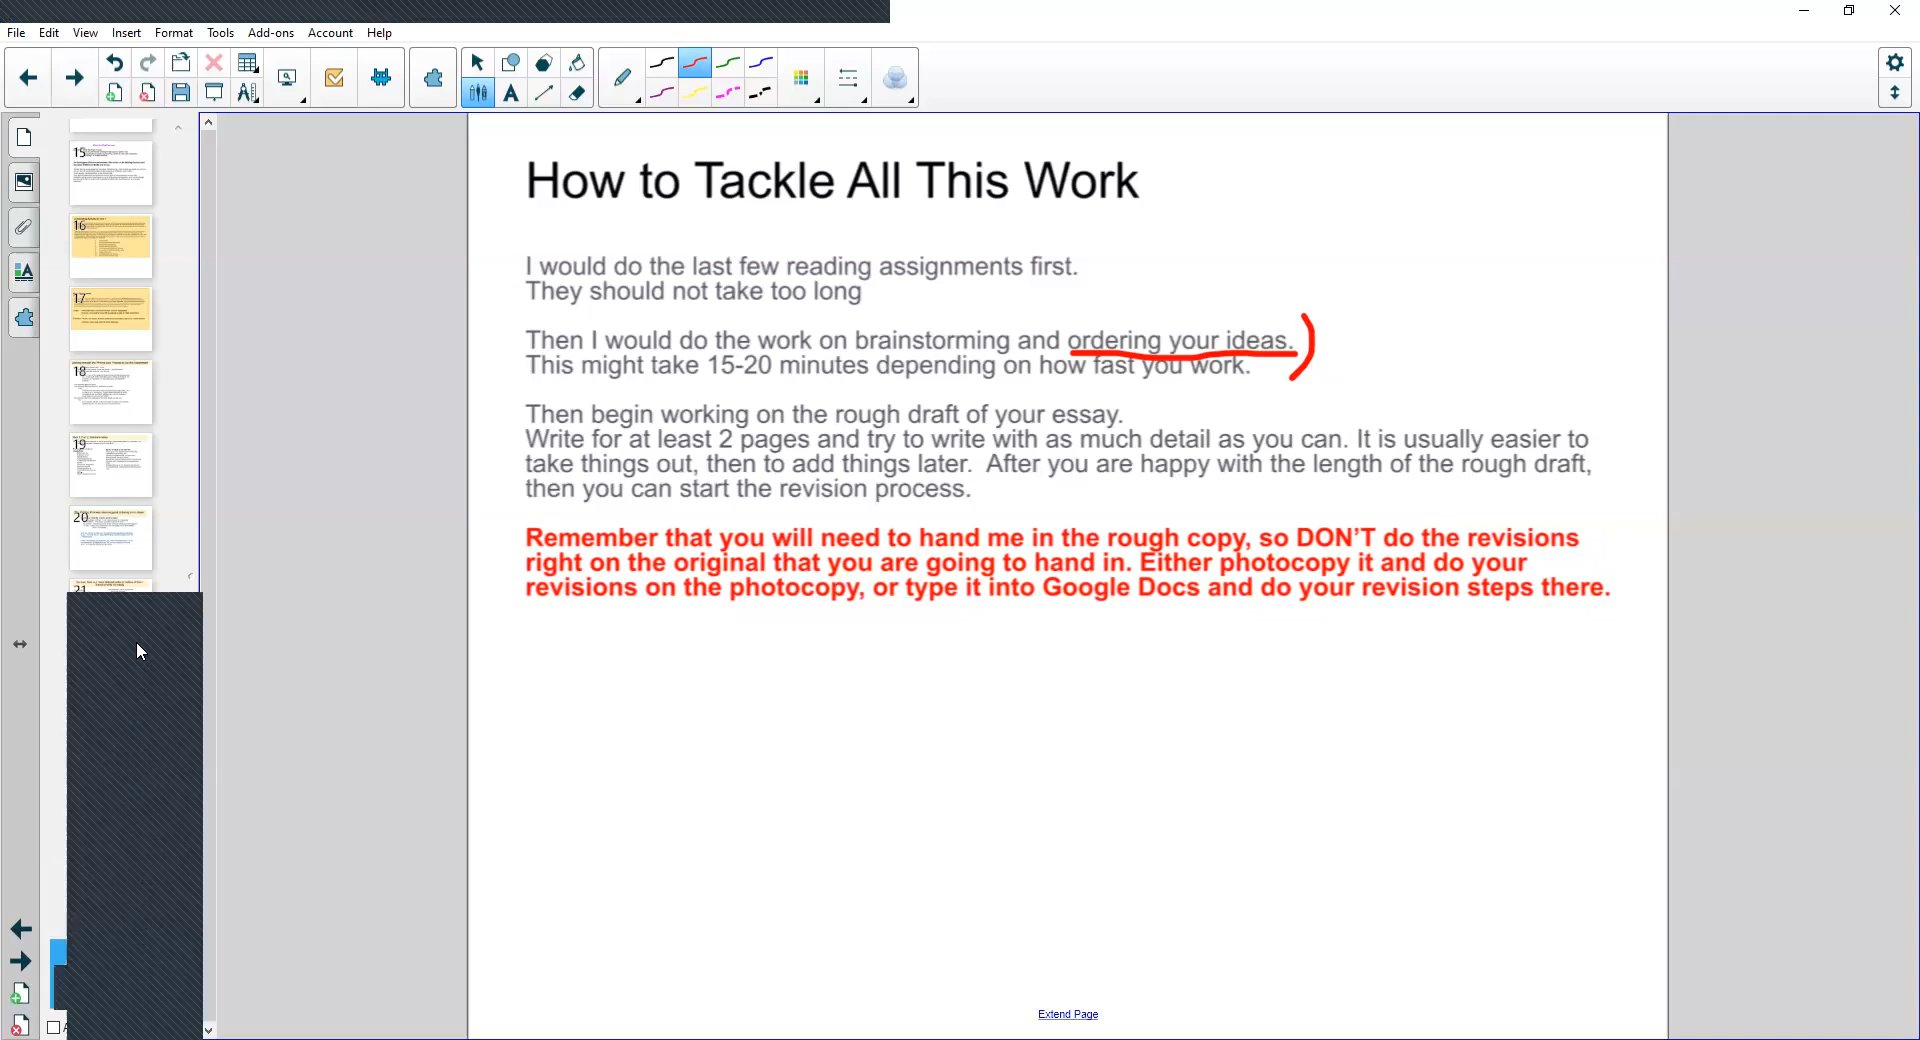 File Edit View Insert Format Tools Add-ons Account Help
How to Tackle All This Work
I would do the last few reading assignments first.
They should not take too long
Then I would do the work on brainstorming and ordering your ideas.
This might take 15-20 minutes depending on how fast you work.
Then begin working on the rough draft of your essay.
Write for at least 2 pages and try to write with as much detail as you can. It is usually easier to
take things out, then to add things later.  After you are happy with the length of the rough draft,
then you can start the revision process.
Remember that you will need to hand me in the rough copy, so DON'T do the revisions
right on the original that you are going to hand in. Either photocopy it and do your
revisions on the photocopy, or type it into Google Docs and do your revision steps there.
Extend Page
15
16
17
18
19
20
21